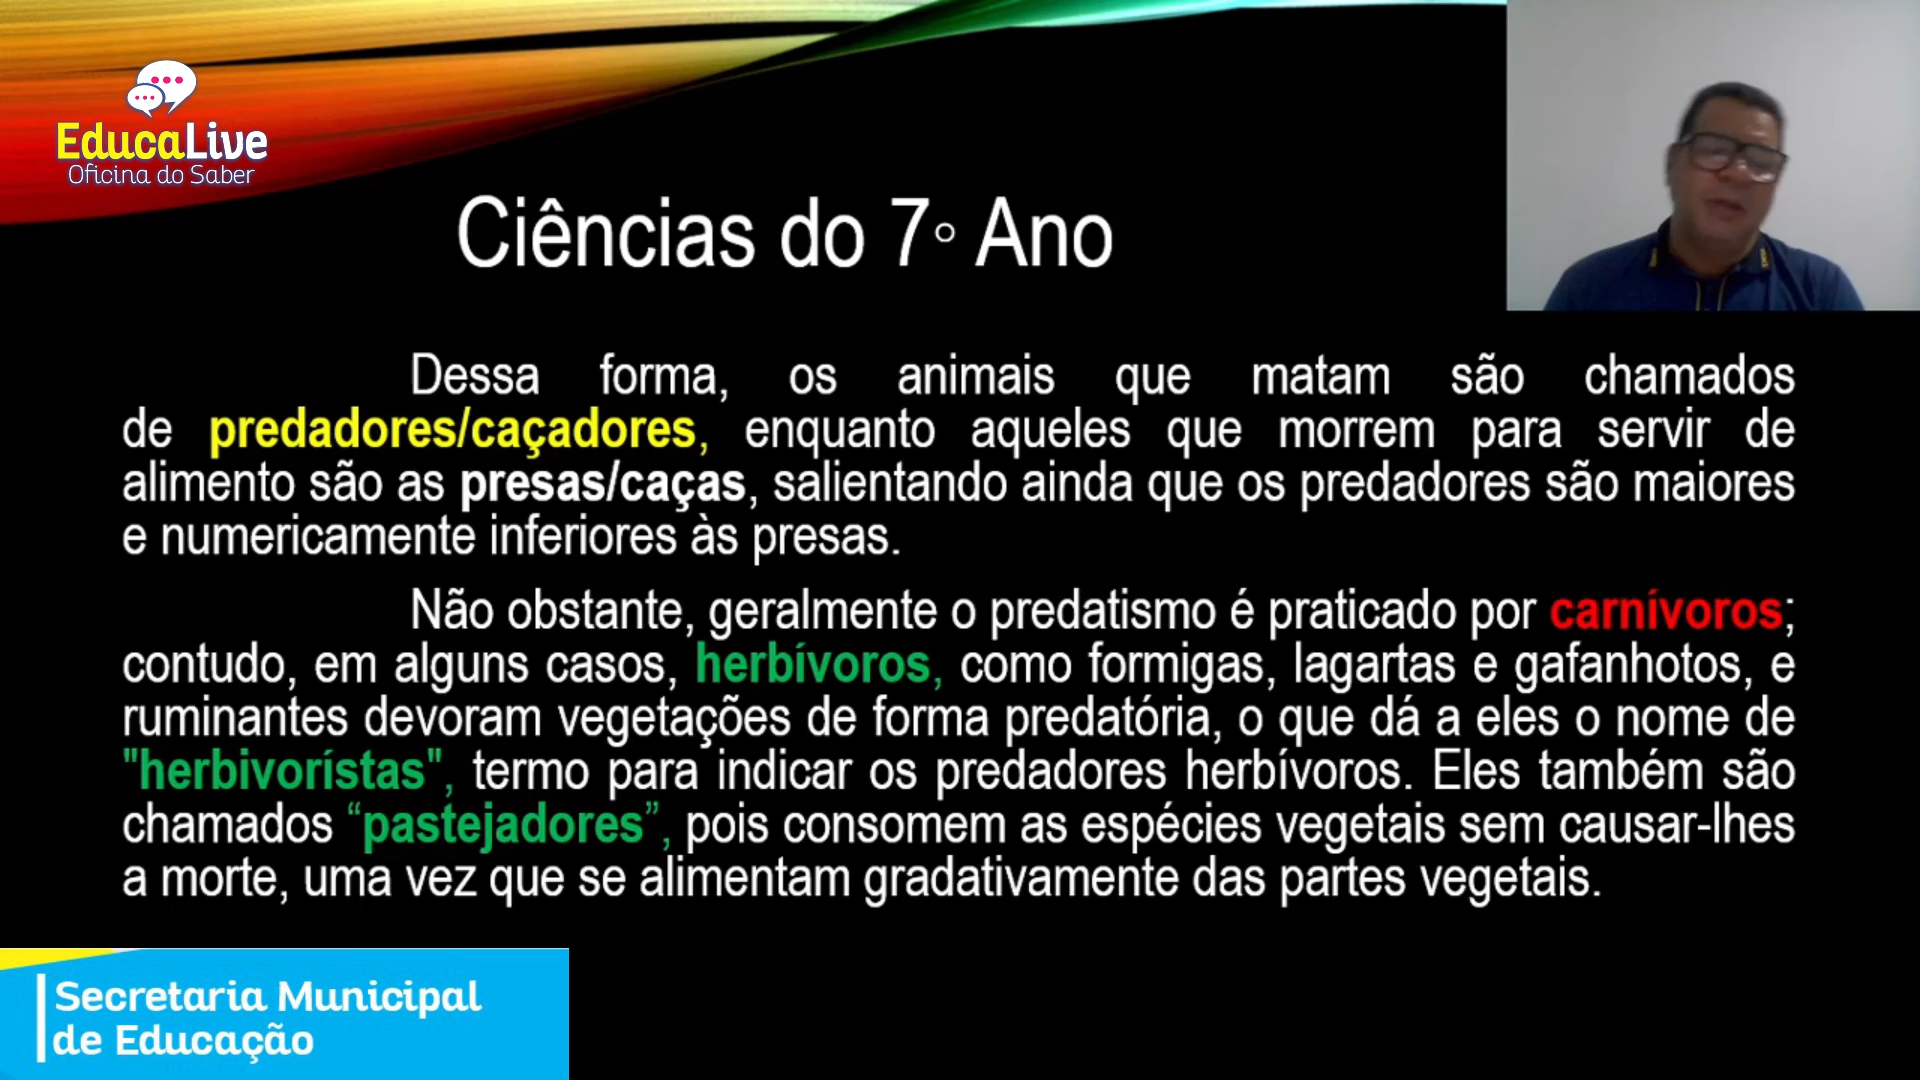 EducaLive
Oficina do Saber
Ciências do 7° Ano
Dessa forma, os animais que matam são chamados
de predadores/caçadores, enquanto aqueles que morrem para servir de
alimento são as presas/caças, salientando ainda que os predadores são maiores
e numericamente inferiores às presas.
Não obstante, geralmente o predatismo é praticado por carnívoros;
contudo, em alguns casos, herbívoros, como formigas, lagartas e gafanhotos, e
ruminantes devoram vegetações de forma predatória, o que dá a eles o nome de
"herbivorístas", termo para indicar os predadores herbívoros. Eles também são
chamados “pastejadores”, pois consomem as espécies vegetais sem causar-lhes
a morte, uma vez que se alimentam gradativamente das partes vegetais.
Secretaria Municipal
de Educação